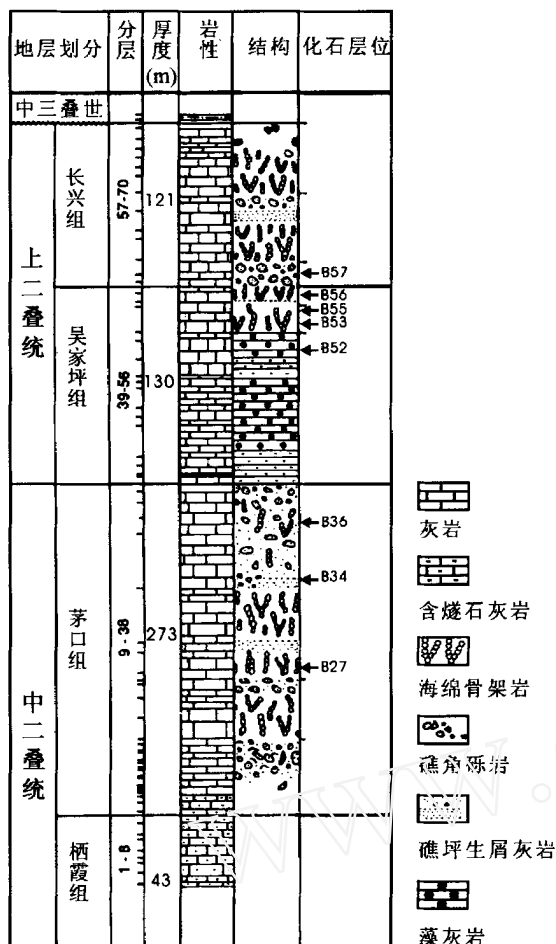 地层划分 分层 厚度(m) 岩性 结构 化石层位
中三叠世
上二叠统
长兴组 57-70 121
B57
B56
B55
B53
B52
吴家坪组 39-56 130
中二叠统
茅口组 9-38 273
B36
B34
B27
栖霞组 1-8 43
灰岩
含燧石灰岩
海绵骨架岩
礁角砾岩
礁坪生屑灰岩
藻灰岩
www.